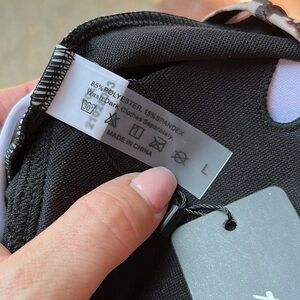 85%POLYESTER, 15%SPANDEX
Wash Dark Clothes Separately
MADE IN CHINA
L